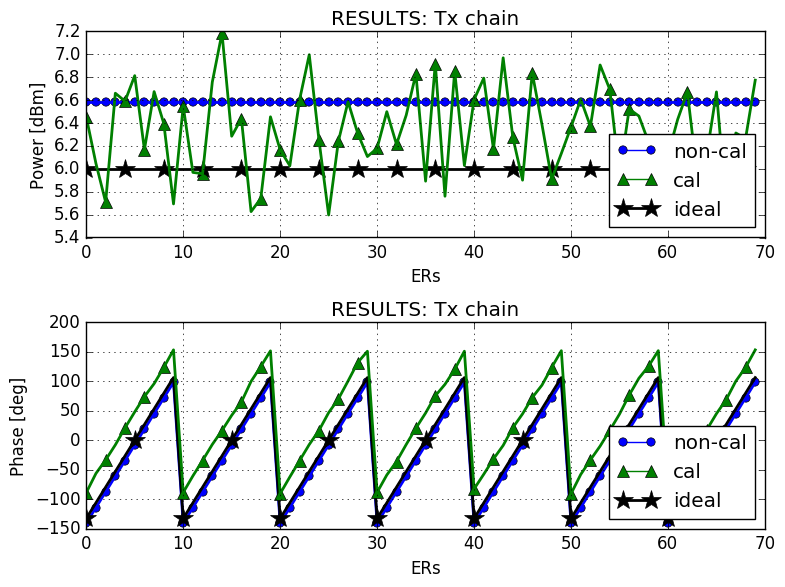 RESULTS: Tx chain
7.2
7.0
6.8
6.6
6.4
6.2
6.0
5.8
5.6
5.4
Power [dBm]
non-cal
cal
ideal
0 10 20 30 40 50 60 70
ERs
RESULTS: Tx chain
200
150
100
50
0
−50
−100
−150
Phase [deg]
non-cal
cal
ideal
0 10 20 30 40 50 60 70
ERs